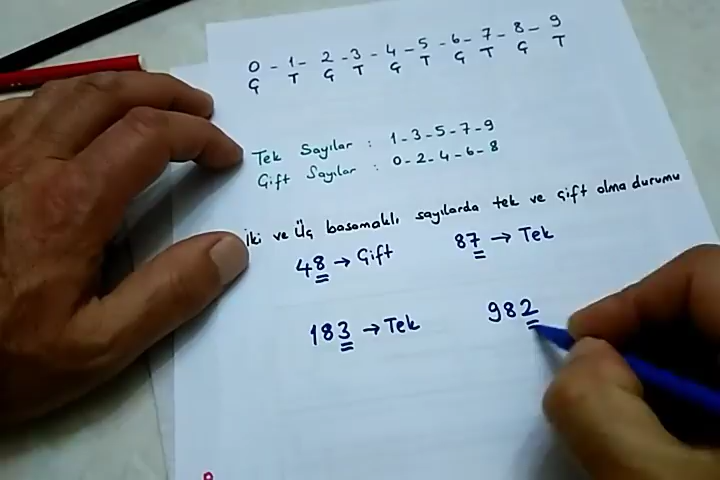 0 - 1 - 2 - 3 - 4 - 5 - 6 - 7 - 8 - 9
Ç T Ç T Ç T Ç T Ç T
Tek Sayılar : 1-3-5-7-9
Çift Sayılar : 0-2-4-6-8
İki ve Üç basamaklı sayılarda tek ve çift olma durumu
48 → Çift 87 → Tek
183 → Tek 982